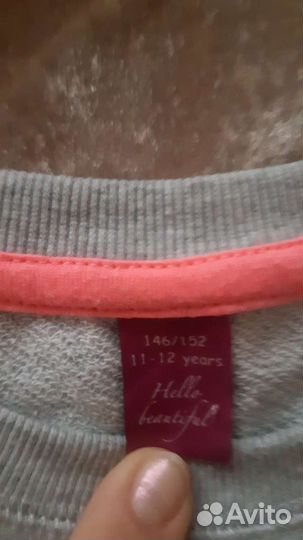 146/152
11-12 years
Hello
beautiful
Avito